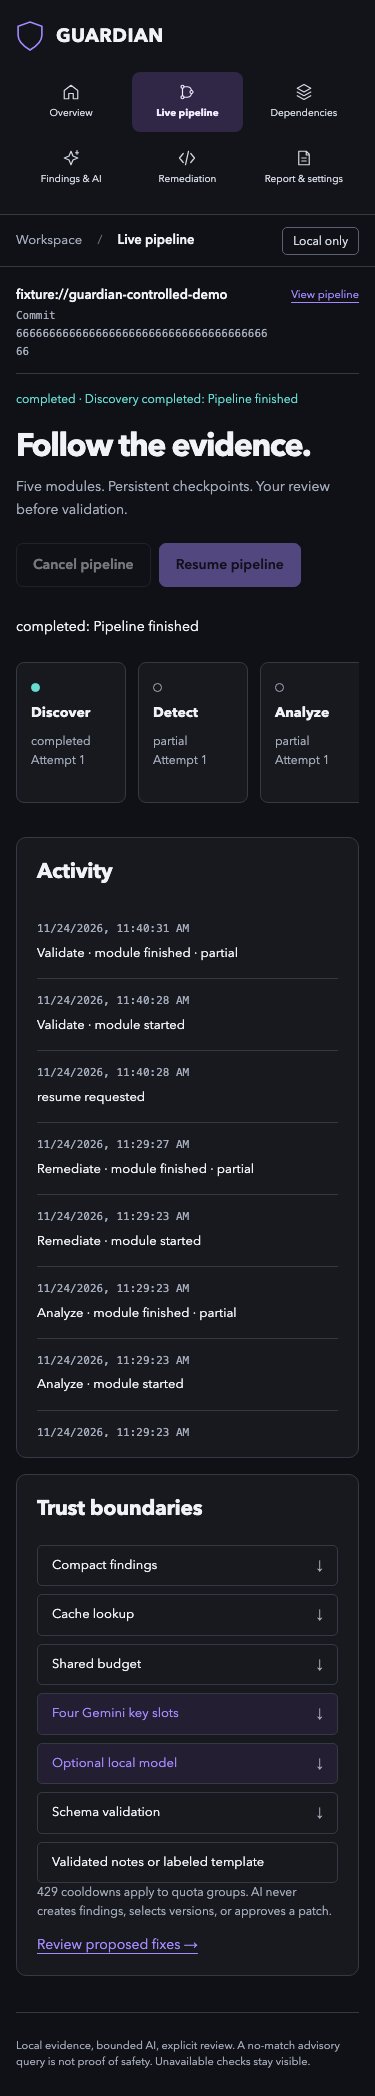 GUARDIAN
Overview
Live pipeline
Dependencies
Findings & AI
Remediation
Report & settings
Workspace / Live pipeline
Local only
fixture://guardian-controlled-demo
View pipeline
Commit
66666666666666666666666666666666666666
66
completed · Discovery completed: Pipeline finished
Follow the evidence.
Five modules. Persistent checkpoints. Your review
before validation.
Cancel pipeline
Resume pipeline
completed: Pipeline finished
Discover
completed
Attempt 1
Detect
partial
Attempt 1
Analyze
partial
Attempt 1
Activity
11/24/2026, 11:40:31 AM
Validate · module finished · partial
11/24/2026, 11:40:28 AM
Validate · module started
11/24/2026, 11:40:28 AM
resume requested
11/24/2026, 11:29:27 AM
Remediate · module finished · partial
11/24/2026, 11:29:23 AM
Remediate · module started
11/24/2026, 11:29:23 AM
Analyze · module finished · partial
11/24/2026, 11:29:23 AM
Analyze · module started
11/24/2026, 11:29:23 AM
Trust boundaries
Compact findings ↓
Cache lookup ↓
Shared budget ↓
Four Gemini key slots ↓
Optional local model ↓
Schema validation ↓
Validated notes or labeled template
429 cooldowns apply to quota groups. AI never
creates findings, selects versions, or approves a patch.
Review proposed fixes →
Local evidence, bounded AI, explicit review. A no-match advisory
query is not proof of safety. Unavailable checks stay visible.